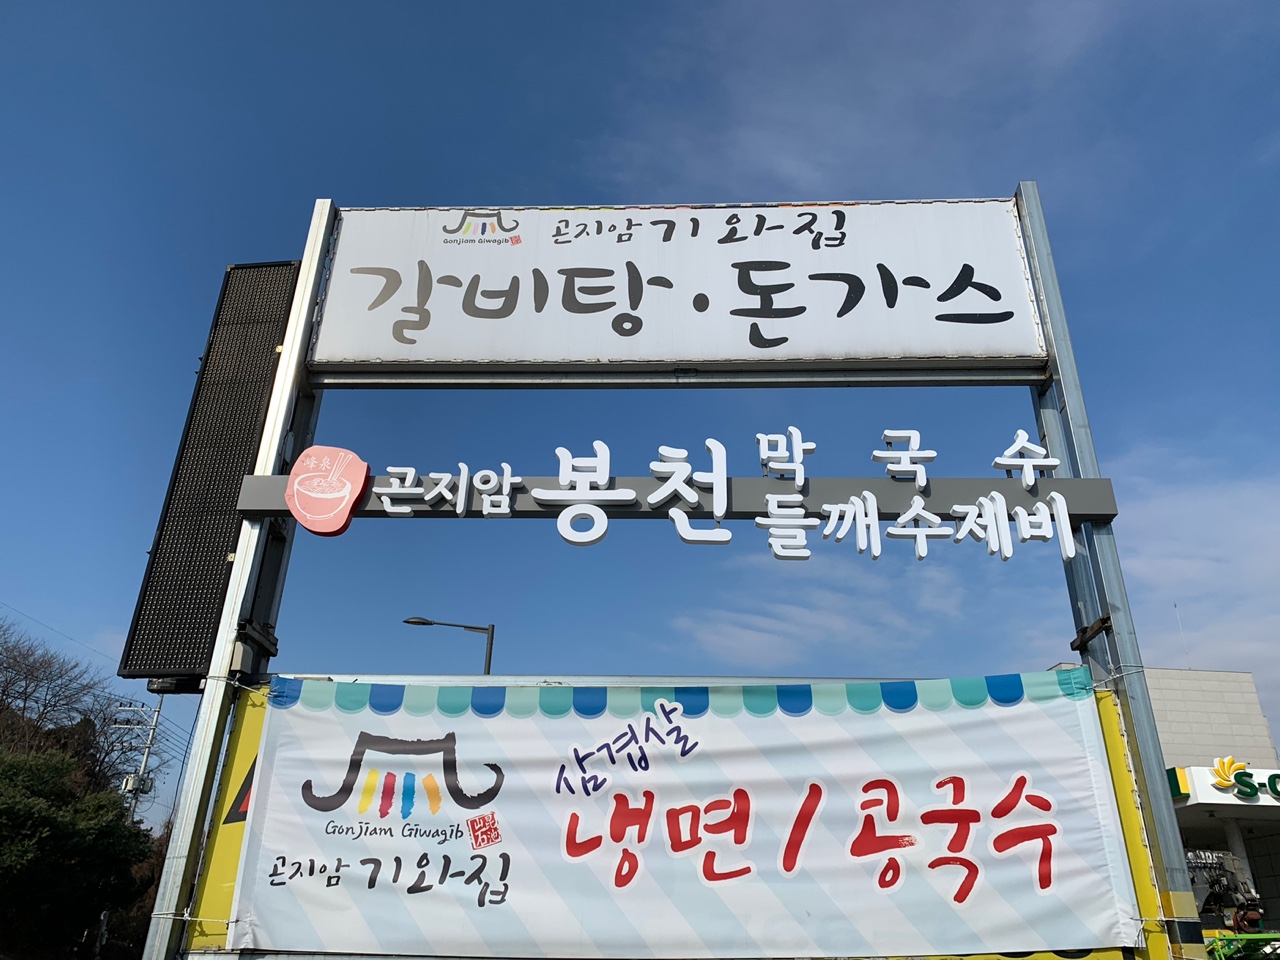 Gonjiam Giwagib
곤지암 기와집
갈비탕·돈가스
峰泉
곤지암 봉천 막국수
들깨수제비
삼겹살
냉면/콩국수
Gonjiam Giwagib
곤지암 기와집
S-O